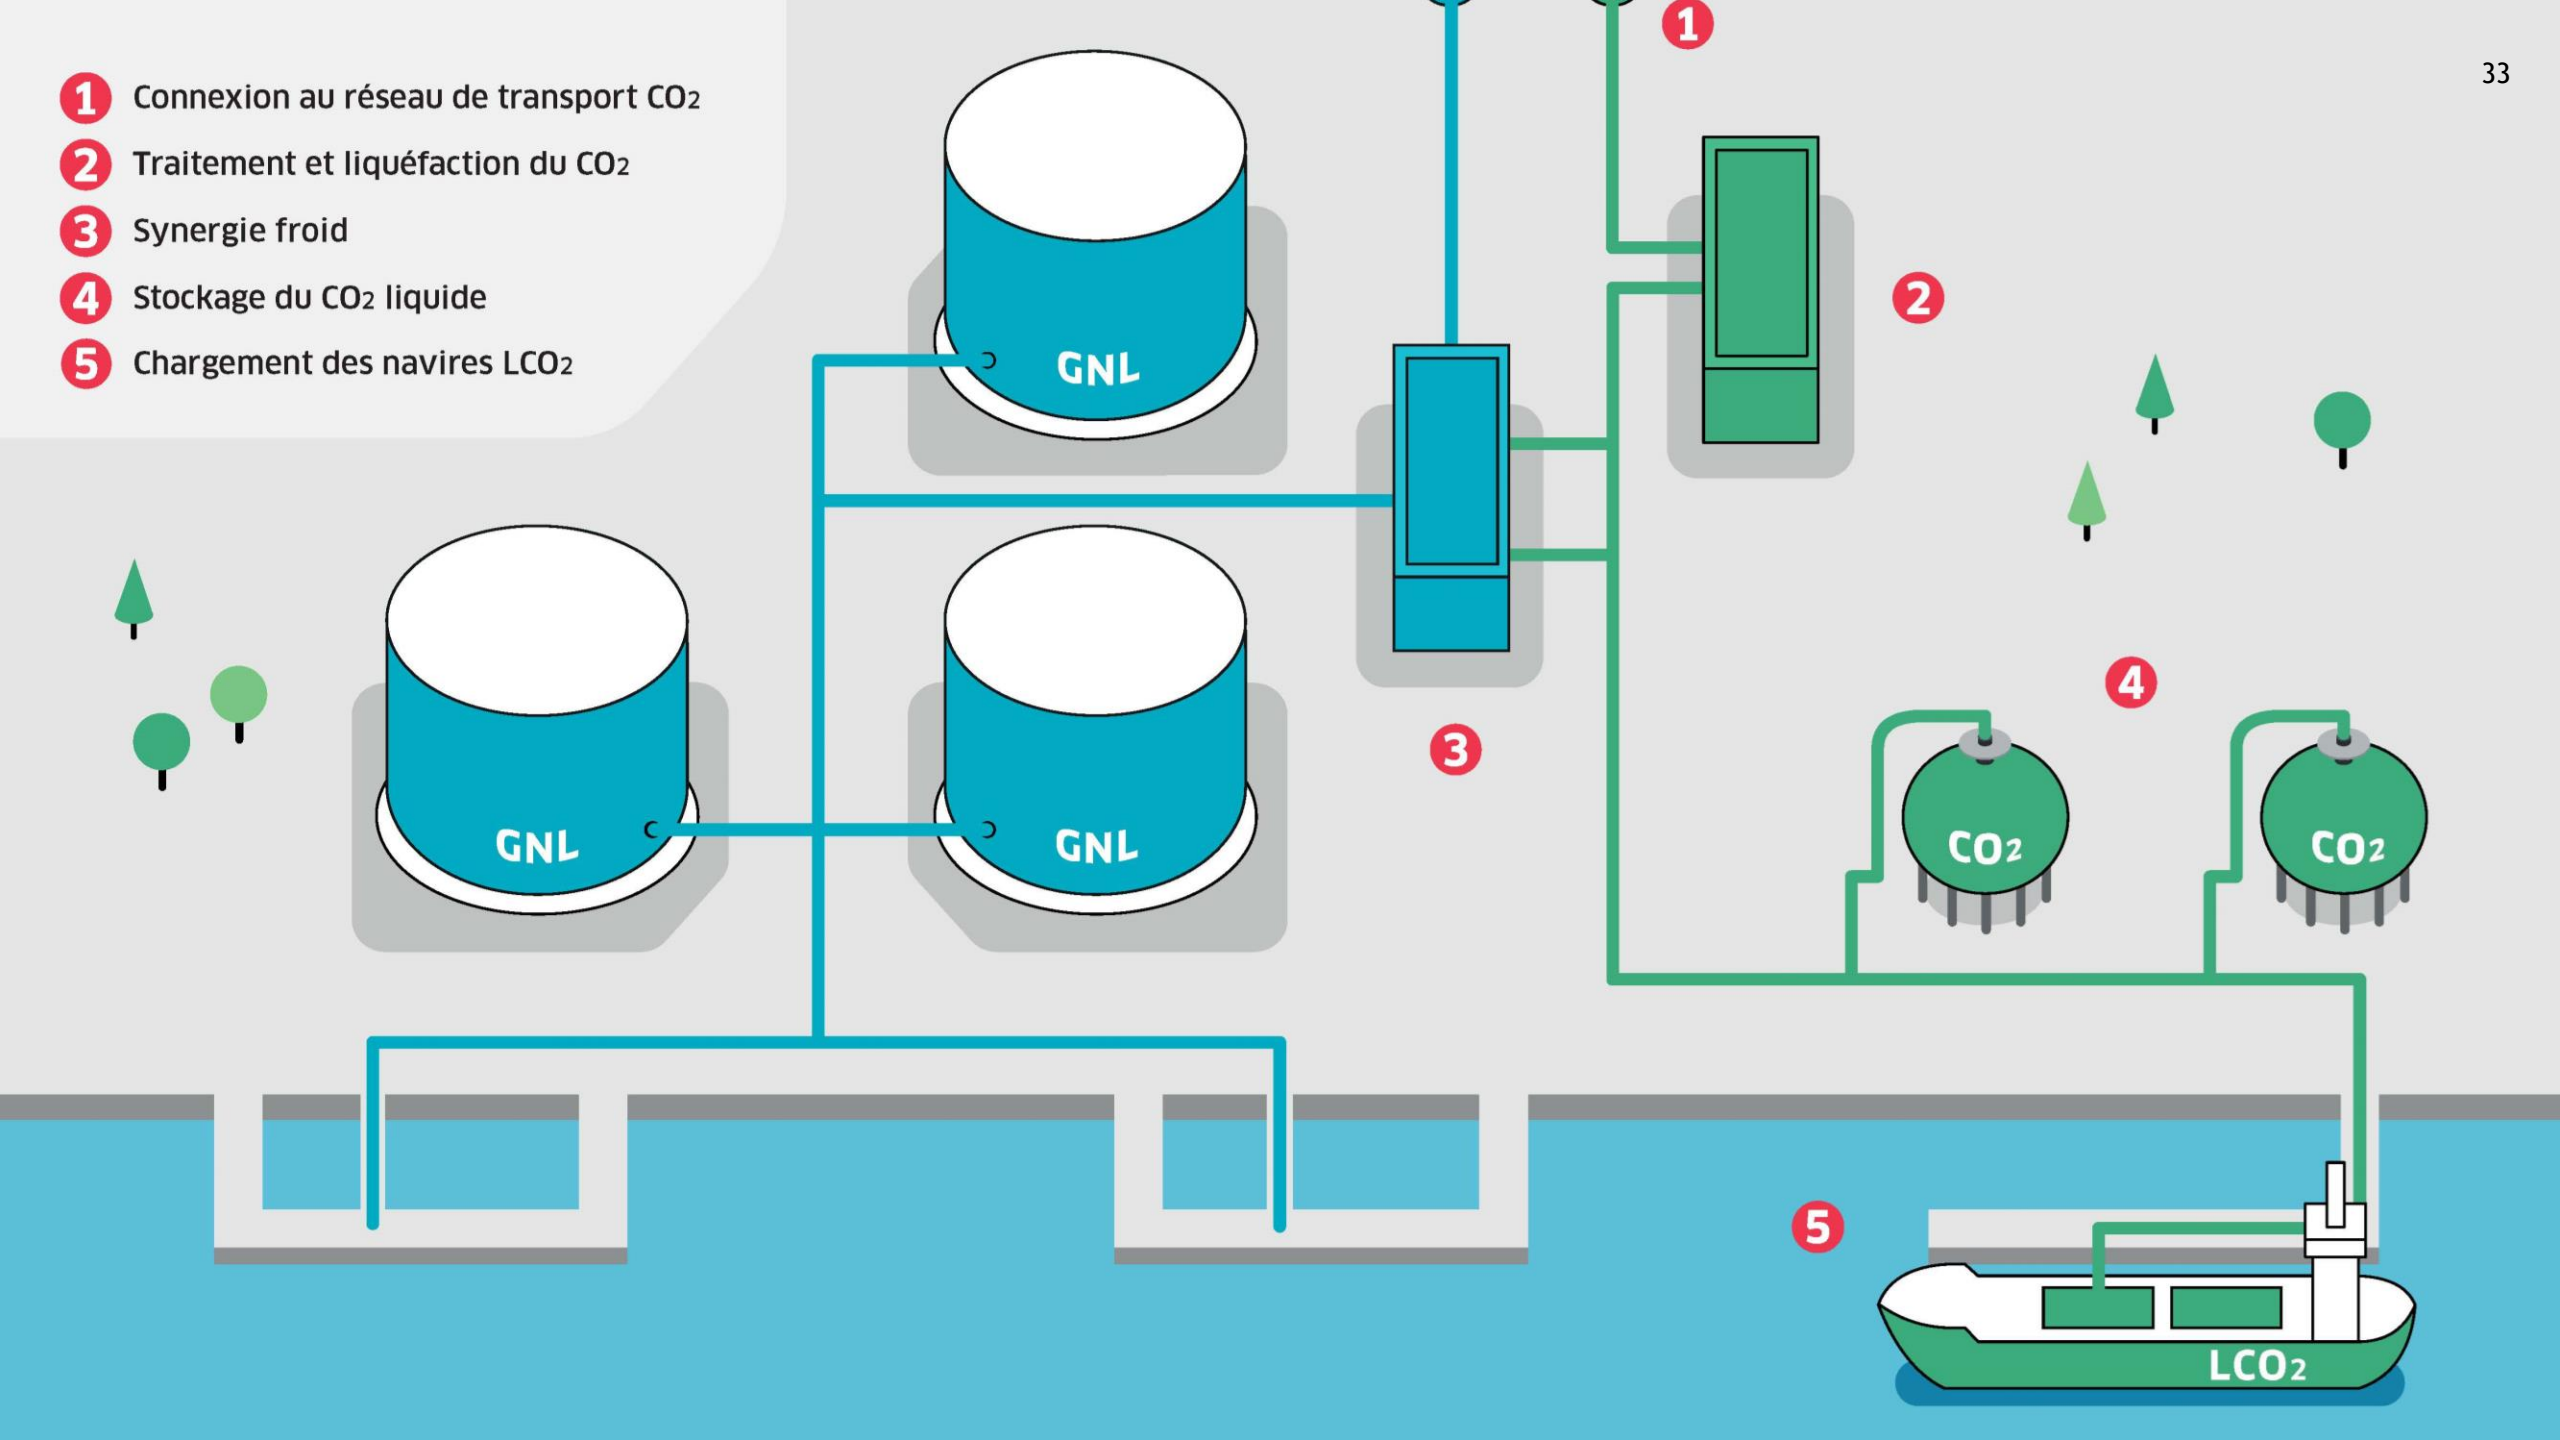 1 Connexion au réseau de transport CO2
2 Traitement et liquéfaction du CO2
3 Synergie froid
4 Stockage du CO2 liquide
5 Chargement des navires LCO2
1
33
2
GNL
3
4
GNL
GNL
CO2
CO2
5
LCO2